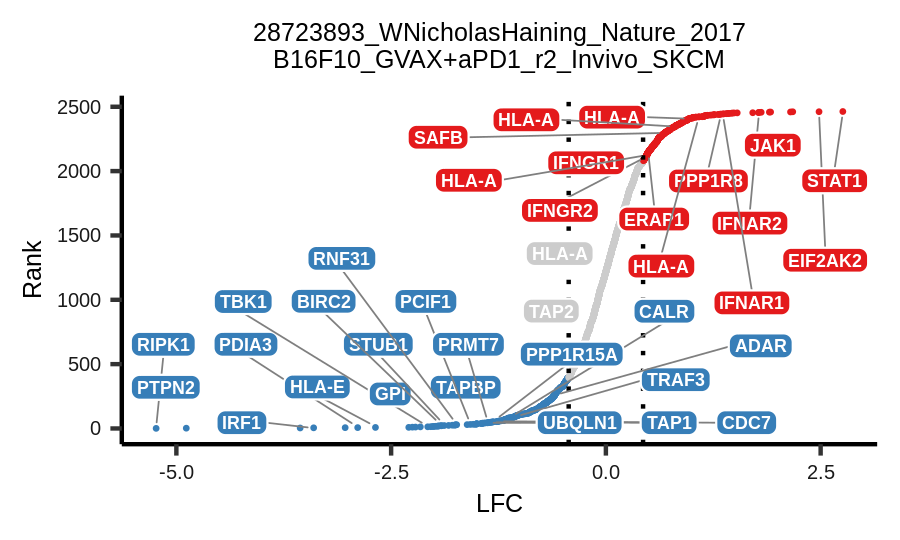 28723893_WNicholasHaining_Nature_2017
B16F10_GVAX+aPD1_r2_Invivo_SKCM
2500
HLA-A
HLA-A
SAFB
JAK1
2000
HLA-A
IFNGR1
PPP1R8
STAT1
IFNGR2
ERAP1
IFNAR2
1500
Rank
RNF31
HLA-A
HLA-A
EIF2AK2
1000
TBK1
BIRC2
PCIF1
TAP2
CALR
IFNAR1
RIPK1
PDIA3
STUB1
PRMT7
PPP1R15A
ADAR
500
PTPN2
HLA-E
GPI
TAPBP
TRAF3
0
IRF1
UBQLN1
TAP1
CDC7
-5.0
-2.5
0.0
2.5
LFC